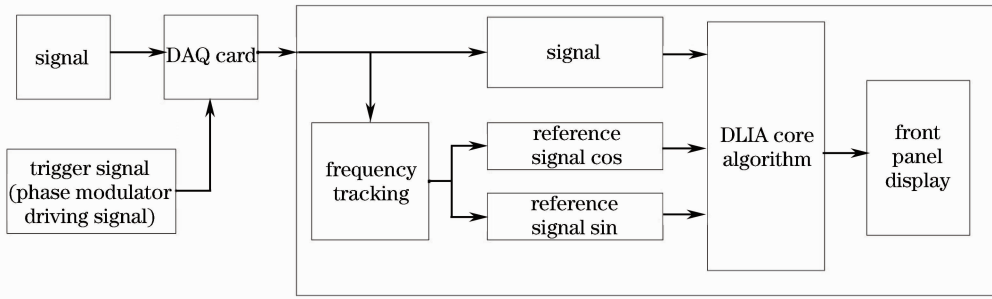 signal
DAQ card
trigger signal
(phase modulator
driving signal)
signal
frequency
tracking
reference
signal cos
reference
signal sin
DLIA core
algorithm
front
panel
display